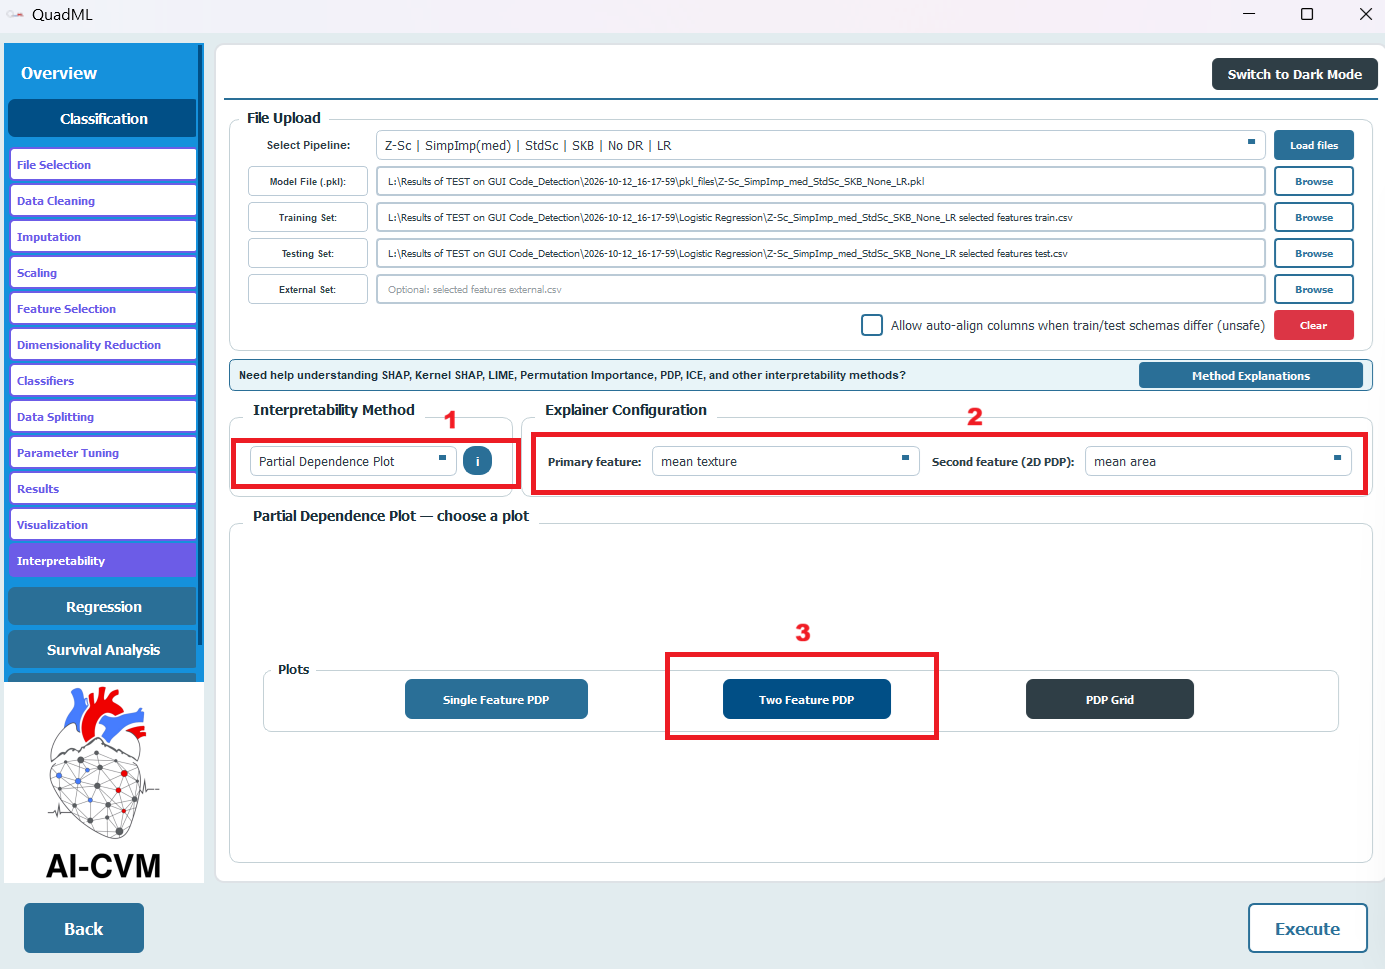 QuadML
Overview
Classification
File Selection
Data Cleaning
Imputation
Scaling
Feature Selection
Dimensionality Reduction
Classifiers
Data Splitting
Parameter Tuning
Results
Visualization
Interpretability
Regression
Survival Analysis
AI-CVM
Back
Switch to Dark Mode
File Upload
Select Pipeline: Z-Sc | SimpImp(med) | StdSc | SKB | No DR | LR Load files
Model File (.pkl): L:\Results of TEST on GUI Code_Detection\2026-10-12_16-17-59\pkl_files\Z-Sc_SimpImp_med_StdSc_SKB_None_LR.pkl Browse
Training Set: L:\Results of TEST on GUI Code_Detection\2026-10-12_16-17-59\Logistic Regression\Z-Sc_SimpImp_med_StdSc_SKB_None_LR selected features train.csv Browse
Testing Set: L:\Results of TEST on GUI Code_Detection\2026-10-12_16-17-59\Logistic Regression\Z-Sc_SimpImp_med_StdSc_SKB_None_LR selected features test.csv Browse
External Set: Optional: selected features external.csv Browse
Allow auto-align columns when train/test schemas differ (unsafe) Clear
Need help understanding SHAP, Kernel SHAP, LIME, Permutation Importance, PDP, ICE, and other interpretability methods? Method Explanations
Interpretability Method 1
Partial Dependence Plot i
Explainer Configuration 2
Primary feature: mean texture Second feature (2D PDP): mean area
Partial Dependence Plot — choose a plot
3
Plots
Single Feature PDP Two Feature PDP PDP Grid
Execute